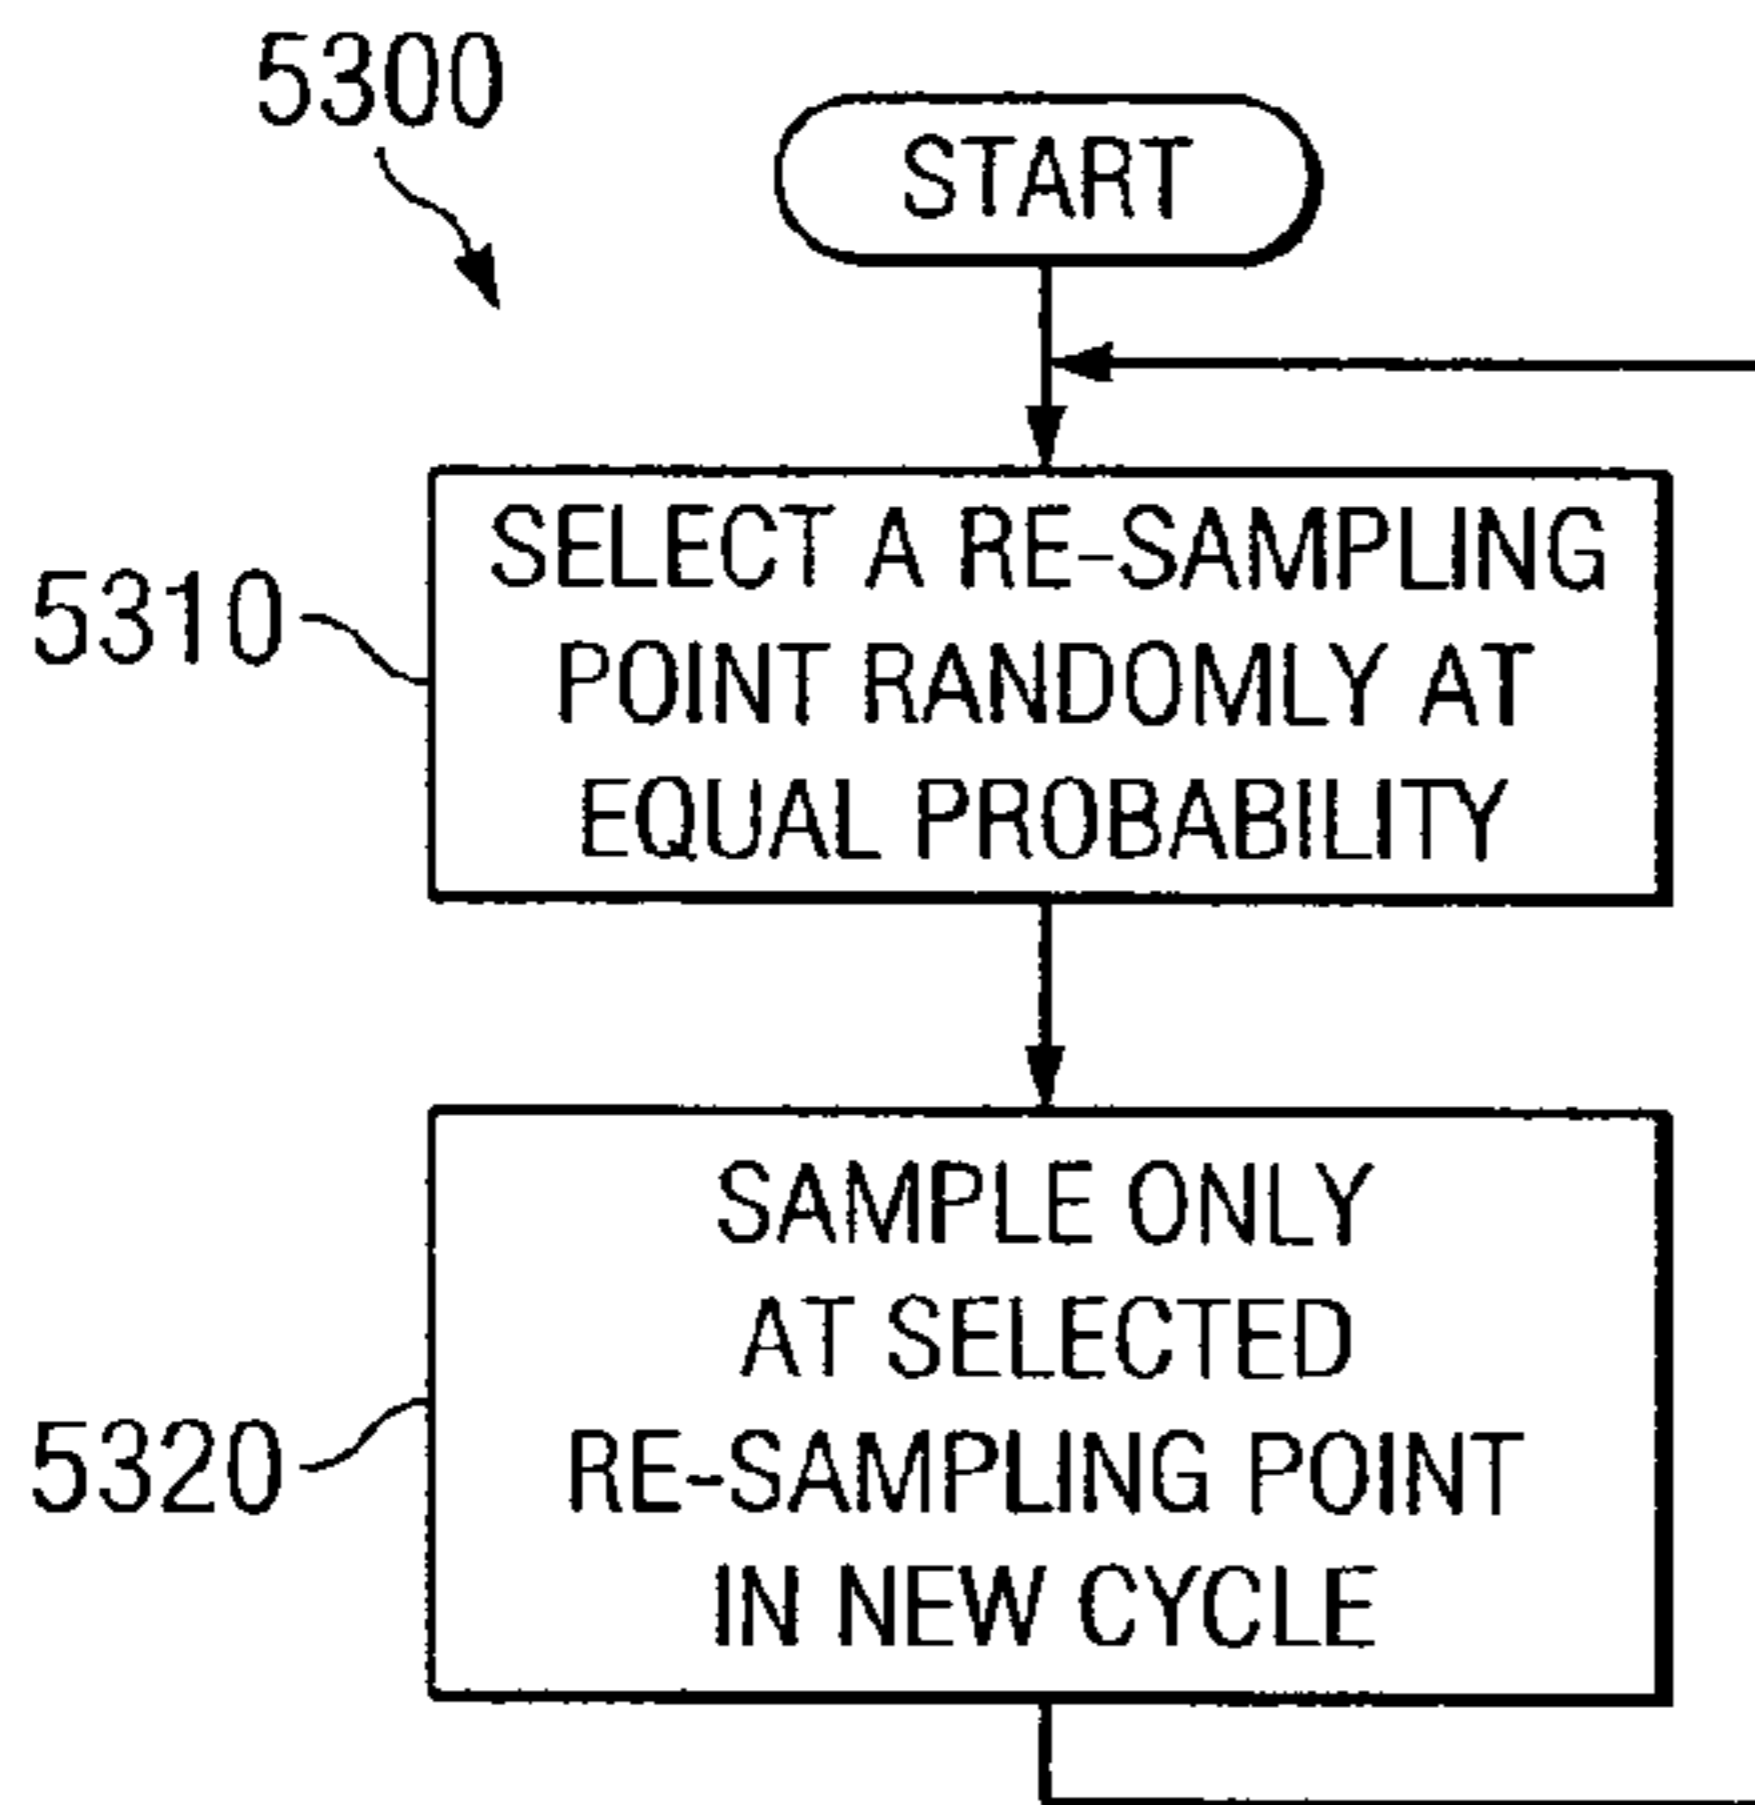 5300
START
5310
SELECT A RE-SAMPLING
POINT RANDOMLY AT
EQUAL PROBABILITY
5320
SAMPLE ONLY
AT SELECTED
RE-SAMPLING POINT
IN NEW CYCLE